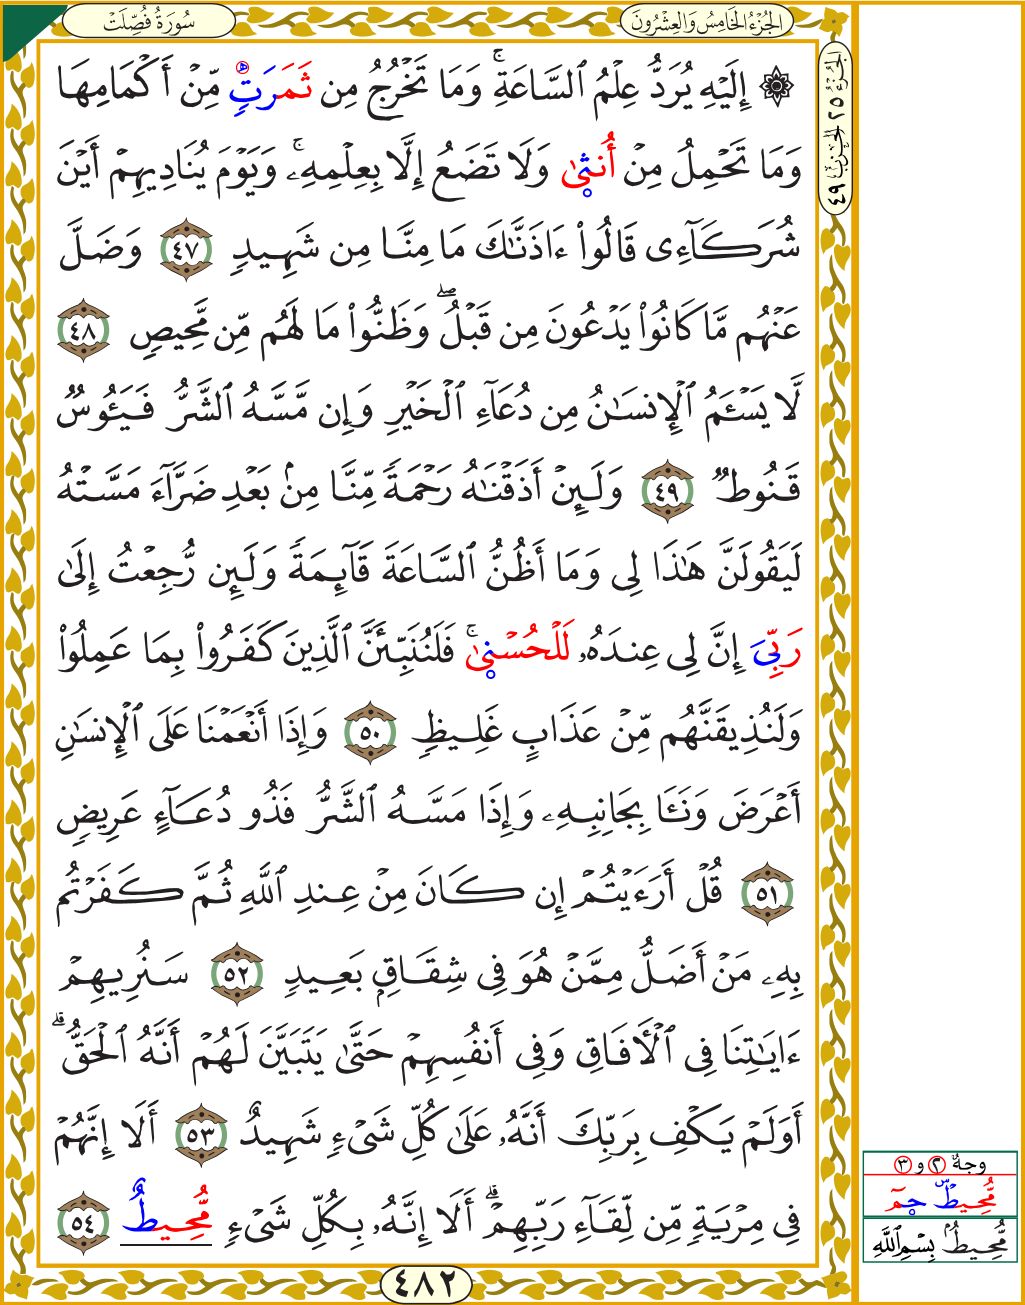 سُورَةُ فُصِّلَتْ
الجُزْءُ الخَامِسُ وَالعِشْرُونَ
الجُزْءُ ٢٥ الحِزْبُ ٤٩
۞ إِلَيْهِ يُرَدُّ عِلْمُ ٱلسَّاعَةِۚ وَمَا تَخْرُجُ مِن ثَمَرَتٍ مِّنْ أَكْمَامِهَا
وَمَا تَحْمِلُ مِنْ أُنثَىٰ وَلَا تَضَعُ إِلَّا بِعِلْمِهِۦۚ وَيَوْمَ يُنَادِيهِمْ أَيْنَ
شُرَكَآءِى قَالُوٓا۟ ءَاذَنَّـٰكَ مَا مِنَّا مِن شَهِيدٍ ٤٧ وَضَلَّ
عَنْهُم مَّا كَانُوا۟ يَدْعُونَ مِن قَبْلُۖ وَظَنُّوا۟ مَا لَهُم مِّن مَّحِيصٍ ٤٨
لَّا يَسْـَٔمُ ٱلْإِنسَـٰنُ مِن دُعَآءِ ٱلْخَيْرِ وَإِن مَّسَّهُ ٱلشَّرُّ فَيَـُٔوسٌ
قَنُوطٌ ٤٩ وَلَئِنْ أَذَقْنَـٰهُ رَحْمَةً مِّنَّا مِنۢ بَعْدِ ضَرَّآءَ مَسَّتْهُ
لَيَقُولَنَّ هَـٰذَا لِى وَمَآ أَظُنُّ ٱلسَّاعَةَ قَآئِمَةً وَلَئِن رُّجِعْتُ إِلَىٰ
رَبِّىَ إِنَّ لِى عِندَهُۥ لَلْحُسْنَىٰۚ فَلَنُنَبِّئَنَّ ٱلَّذِينَ كَفَرُوا۟ بِمَا عَمِلُوا۟
وَلَنُذِيقَنَّهُم مِّنْ عَذَابٍ غَلِيظٍ ٥٠ وَإِذَآ أَنْعَمْنَا عَلَى ٱلْإِنسَـٰنِ
أَعْرَضَ وَنَـَٔا بِجَانِبِهِۦ وَإِذَا مَسَّهُ ٱلشَّرُّ فَذُو دُعَآءٍ عَرِيضٍ
٥١ قُلْ أَرَءَيْتُمْ إِن كَانَ مِنْ عِندِ ٱللَّهِ ثُمَّ كَفَرْتُم
بِهِۦ مَنْ أَضَلُّ مِمَّنْ هُوَ فِى شِقَاقٍۭ بَعِيدٍ ٥٢ سَنُرِيهِمْ
ءَايَـٰتِنَا فِى ٱلْـَٔافَاقِ وَفِىٓ أَنفُسِهِمْ حَتَّىٰ يَتَبَيَّنَ لَهُمْ أَنَّهُ ٱلْحَقُّۗ
أَوَلَمْ يَكْفِ بِرَبِّكَ أَنَّهُۥ عَلَىٰ كُلِّ شَىْءٍ شَهِيدٌ ٥٣ أَلَآ إِنَّهُمْ
فِى مِرْيَةٍ مِّن لِّقَآءِ رَبِّهِمْۗ أَلَآ إِنَّهُۥ بِكُلِّ شَىْءٍ مُّحِيطٌ ٥٤
وجهُ ٢ و ٣
مُّحِيطٌ حمٓ
مُّحِيطٌۢ بِسْمِ ٱللَّهِ
٤٨٢